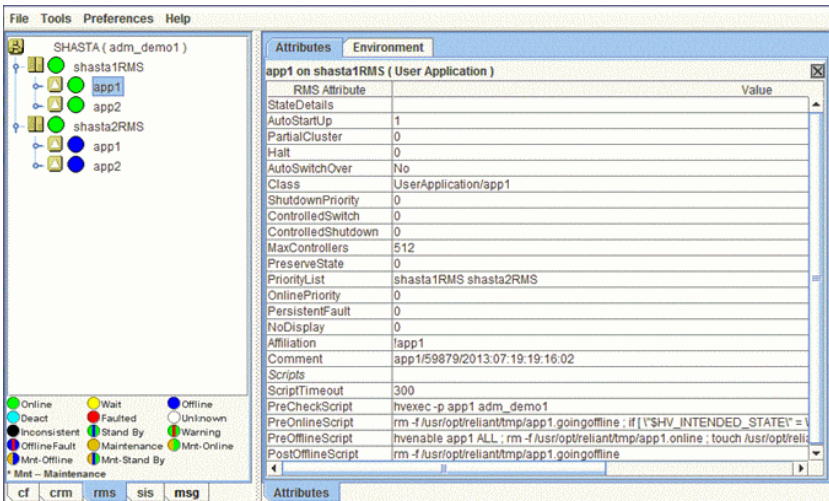 File Tools Preferences Help
SHASTA ( adm_demo1 )
shasta1RMS
app1
app2
shasta2RMS
app1
app2
Online Wait Offline
Deact Faulted Unknown
Inconsistent Stand By Warning
OfflineFault Maintenance Mnt-Online
Mnt-Offline Mnt-Stand By
* Mnt -- Maintenance
cf crm rms sis msg
Attributes Environment
app1 on shasta1RMS ( User Application )
RMS Attribute Value
StateDetails
AutoStartUp 1
PartialCluster 0
Halt 0
AutoSwitchOver No
Class UserApplication/app1
ShutdownPriority 0
ControlledSwitch 0
ControlledShutdown 0
MaxControllers 512
PreserveState 0
PriorityList shasta1RMS shasta2RMS
OnlinePriority 0
PersistentFault 0
NoDisplay 0
Affiliation !app1
Comment app1/59879/2013:07:19:19:16:02
Scripts
ScriptTimeout 300
PreCheckScript hvexec -p app1 adm_demo1
PreOnlineScript rm -f /usr/opt/reliant/tmp/app1.goingoffline ; if [ \"$HV_INTENDED_STATE\" = \
PreOfflineScript hvenable app1 ALL ; rm -f /usr/opt/reliant/tmp/app1.online ; touch /usr/opt/relia
PostOfflineScript rm -f /usr/opt/reliant/tmp/app1.goingoffline
Attributes